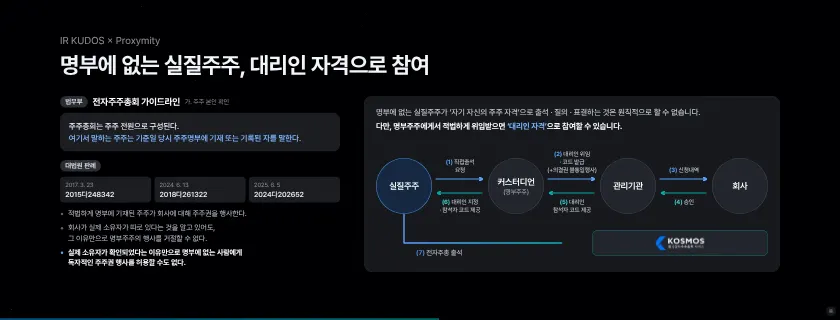 IR KUDOS × Proxymity
명부에 없는 실질주주, 대리인 자격으로 참여
법무부 전자주주총회 가이드라인 가. 주주 본인 확인
주주총회는 주주 전원으로 구성된다.
여기서 말하는 주주는 기준일 당시 주주명부에 기재 또는 기록된 자를 말한다.
대법원 판례
2017. 3. 23
2015다248342
2024. 6. 13
2018다261322
2025. 6. 5
2024다202652
• 적법하게 명부에 기재된 주주가 회사에 대해 주주권을 행사한다.
• 회사가 실제 소유자가 따로 있다는 것을 알고 있어도,
그 이유만으로 명부주주의 행사를 거절할 수 없다.
• 실제 소유자가 확인되었다는 이유만으로 명부에 없는 사람에게
독자적인 주주권 행사를 허용할 수도 없다.
명부에 없는 실질주주가 '자기 자신의 주주 자격'으로 출석 · 질의 · 표결하는 것은 원칙적으로 할 수 없습니다.
다만, 명부주주에게서 적법하게 위임받으면 '대리인 자격'으로 참여할 수 있습니다.
실질주주
(1) 직접출석
요청
(6) 대리인 지정
· 참석자 코드 제공
커스터디언
(명부주주)
(2) 대리인 위임
· 코드 발급
(+의결권 불통일행사)
(5) 대리인
참석자 코드 제공
관리기관
(3) 신청내역
(4) 승인
회사
(7) 전자주총 출석
KOSMOS